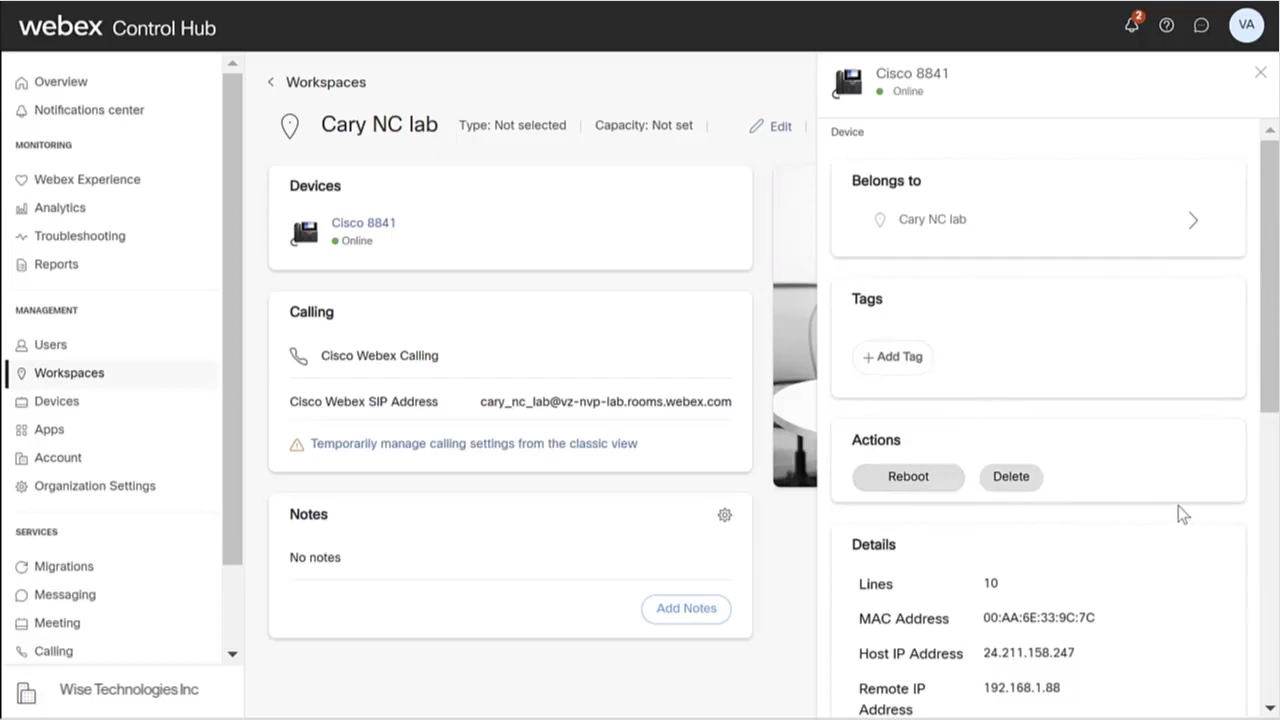 webex Control Hub
2
VA
Overview
Notifications center
MONITORING
Webex Experience
Analytics
Troubleshooting
Reports
MANAGEMENT
Users
Workspaces
Devices
Apps
Account
Organization Settings
SERVICES
Migrations
Messaging
Meeting
Calling
Wise Technologies Inc
Workspaces
Cary NC lab
Type: Not selected
Capacity: Not set
Edit
Devices
Cisco 8841
Online
Calling
Cisco Webex Calling
Cisco Webex SIP Address cary_nc_lab@vz-nvp-lab.rooms.webex.com
Temporarily manage calling settings from the classic view
Notes
No notes
Add Notes
Cisco 8841
Online
Device
Belongs to
Cary NC lab
Tags
+ Add Tag
Actions
Reboot Delete
Details
Lines 10
MAC Address 00:AA:6E:33:9C:7C
Host IP Address 24.211.158.247
Remote IP 192.168.1.88
Address